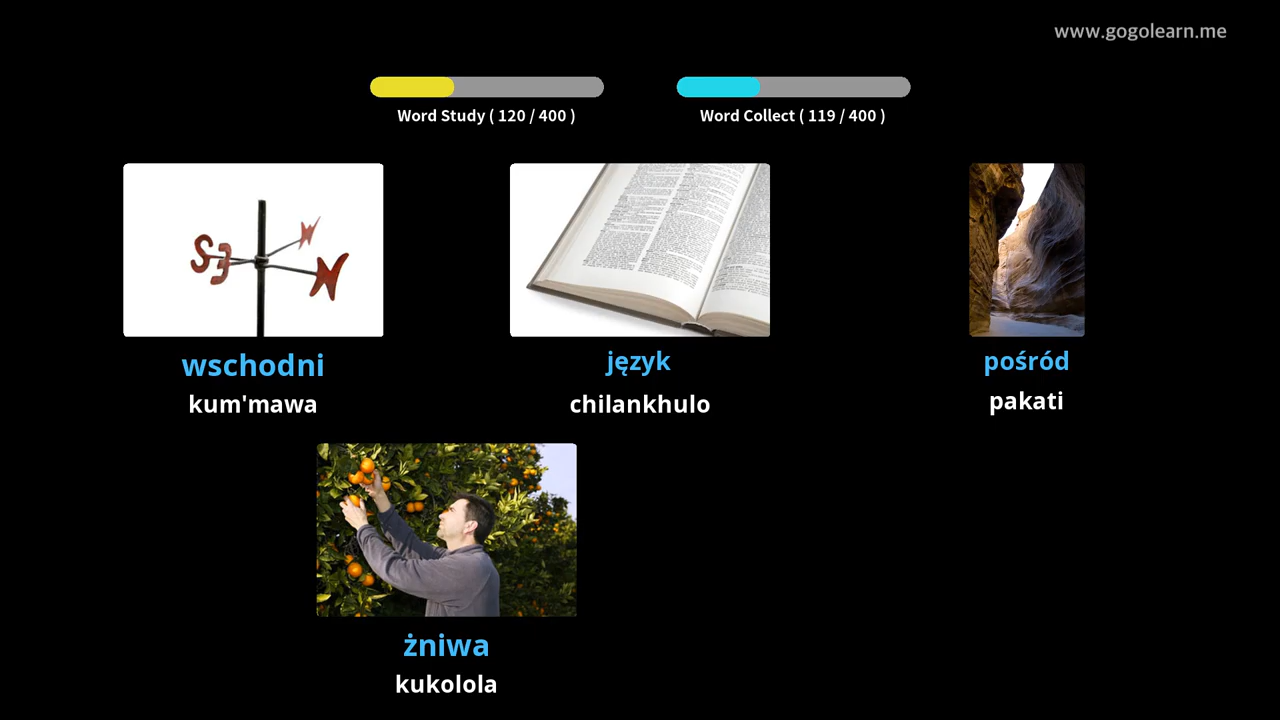 www.gogolearn.me
Word Study ( 120 / 400 )
Word Collect ( 119 / 400 )
S
E
N
wschodni
kum'mawa
język
chilankhulo
pośród
pakati
żniwa
kukolola